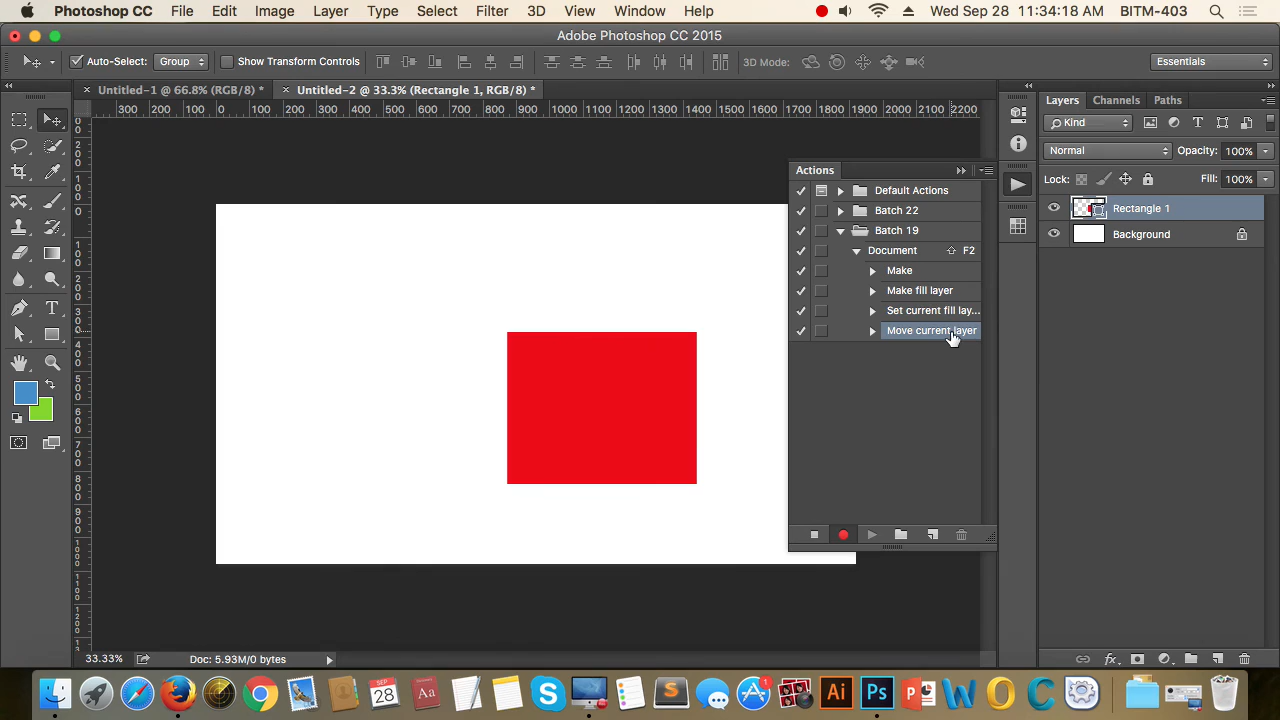 Photoshop CC File Edit Image Layer Type Select Filter 3D View Window Help Wed Sep 28 11:34:18 AM BITM-403
Adobe Photoshop CC 2015
Auto-Select: Group Show Transform Controls 3D Mode: Essentials
Untitled-1 @ 66.8% (RGB/8) * Untitled-2 @ 33.3% (Rectangle 1, RGB/8) *
300 200 100 0 100 200 300 400 500 600 700 800 900 1000 1100 1200 1300 1400 1500 1600 1700 1800 1900 2000 2100 2200
Layers Channels Paths
Kind
Normal Opacity: 100%
Lock: Fill: 100%
Rectangle 1
Background
Actions
Default Actions
Batch 22
Batch 19
Document F2
Make
Make fill layer
Set current fill lay...
Move current layer
T
33.33% Doc: 5.93M/0 bytes
SEP
28
Aa
S
1
Ai
Ps
P
W
O
C